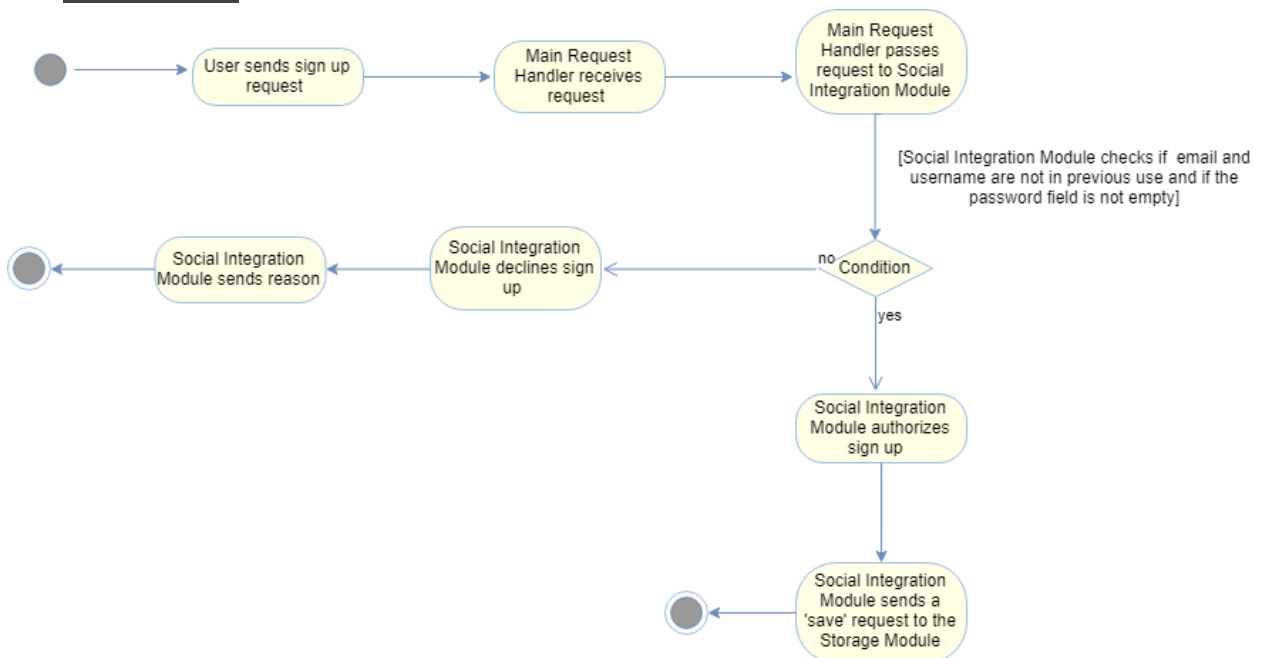 User sends sign up
request
Main Request
Handler receives
request
Main Request
Handler passes
request to Social
Integration Module
[Social Integration Module checks if  email and
username are not in previous use and if the
password field is not empty]
Social Integration
Module sends reason
Social Integration
Module declines sign
up
no
Condition
yes
Social Integration
Module authorizes
sign up
Social Integration
Module sends a
'save' request to the
Storage Module